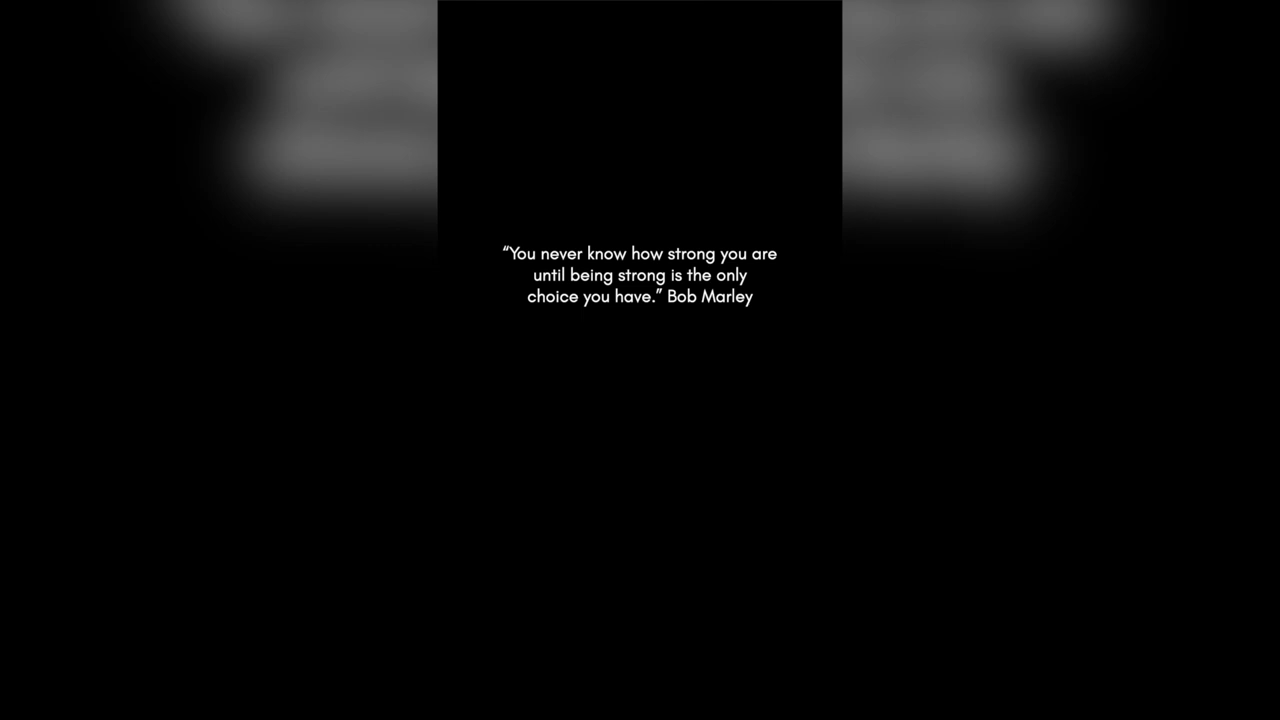 “You never know how strong you are
until being strong is the only
choice you have.” Bob Marley